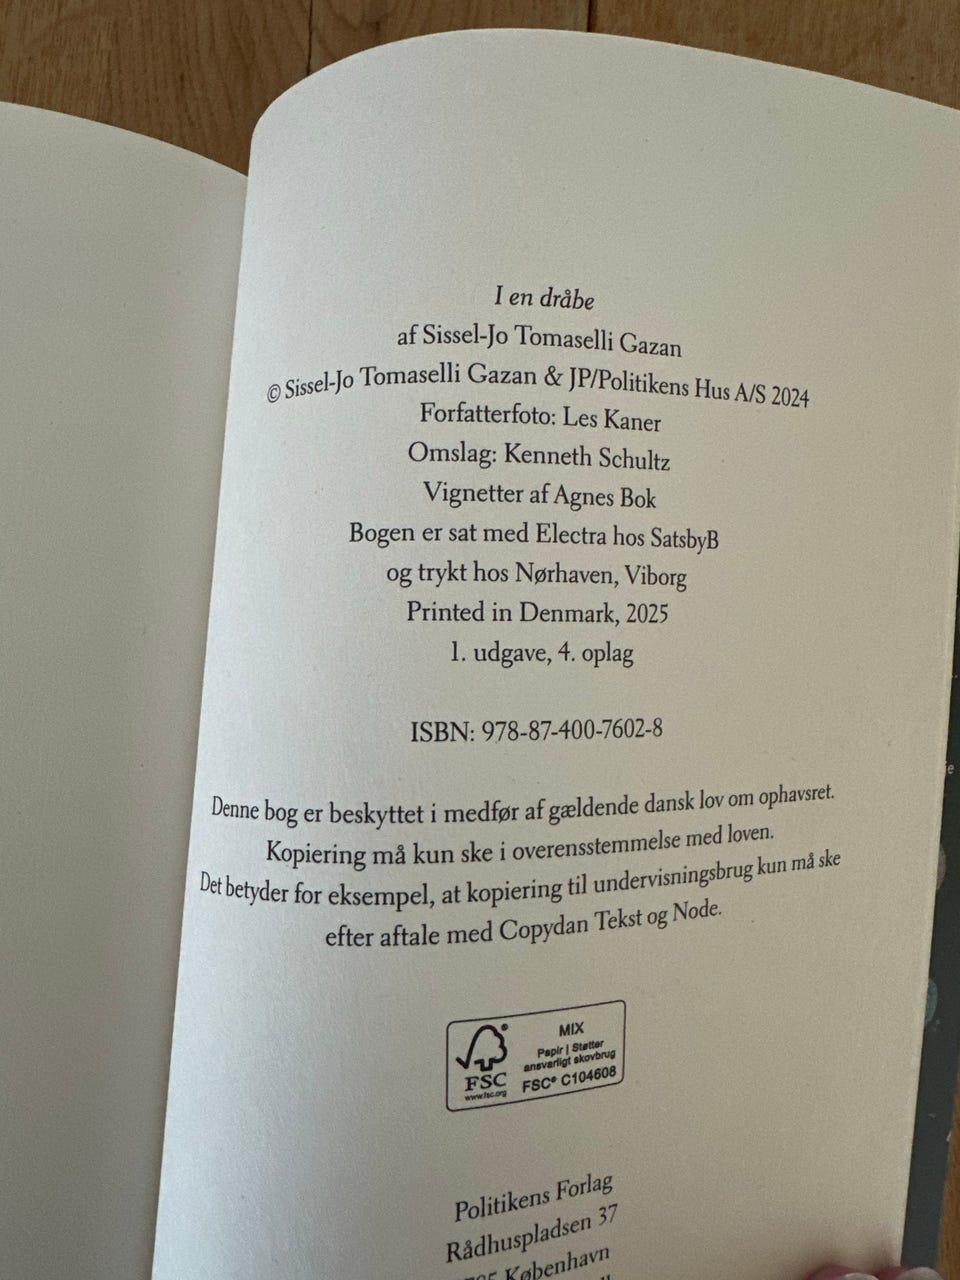 I en dråbe
af Sissel-Jo Tomaselli Gazan
© Sissel-Jo Tomaselli Gazan & JP/Politikens Hus A/S 2024
Forfatterfoto: Les Kaner
Omslag: Kenneth Schultz
Vignetter af Agnes Bok
Bogen er sat med Electra hos SatsbyB
og trykt hos Nørhaven, Viborg
Printed in Denmark, 2025
1. udgave, 4. oplag
ISBN: 978-87-400-7602-8
Denne bog er beskyttet i medfør af gældende dansk lov om ophavsret.
Kopiering må kun ske i overensstemmelse med loven.
Det betyder for eksempel, at kopiering til undervisningsbrug kun må ske
efter aftale med Copydan Tekst og Node.
FSC
www.fsc.org
MIX
Papir | Støtter
ansvarligt skovbrug
FSC® C104608
Politikens Forlag
Rådhuspladsen 37
København